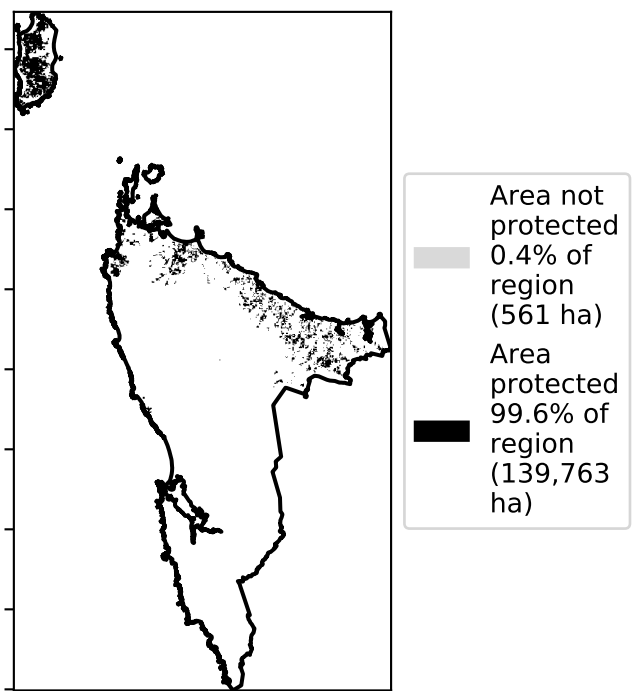 Area not
protected
0.4% of
region
(561 ha)
Area
protected
99.6% of
region
(139,763
ha)